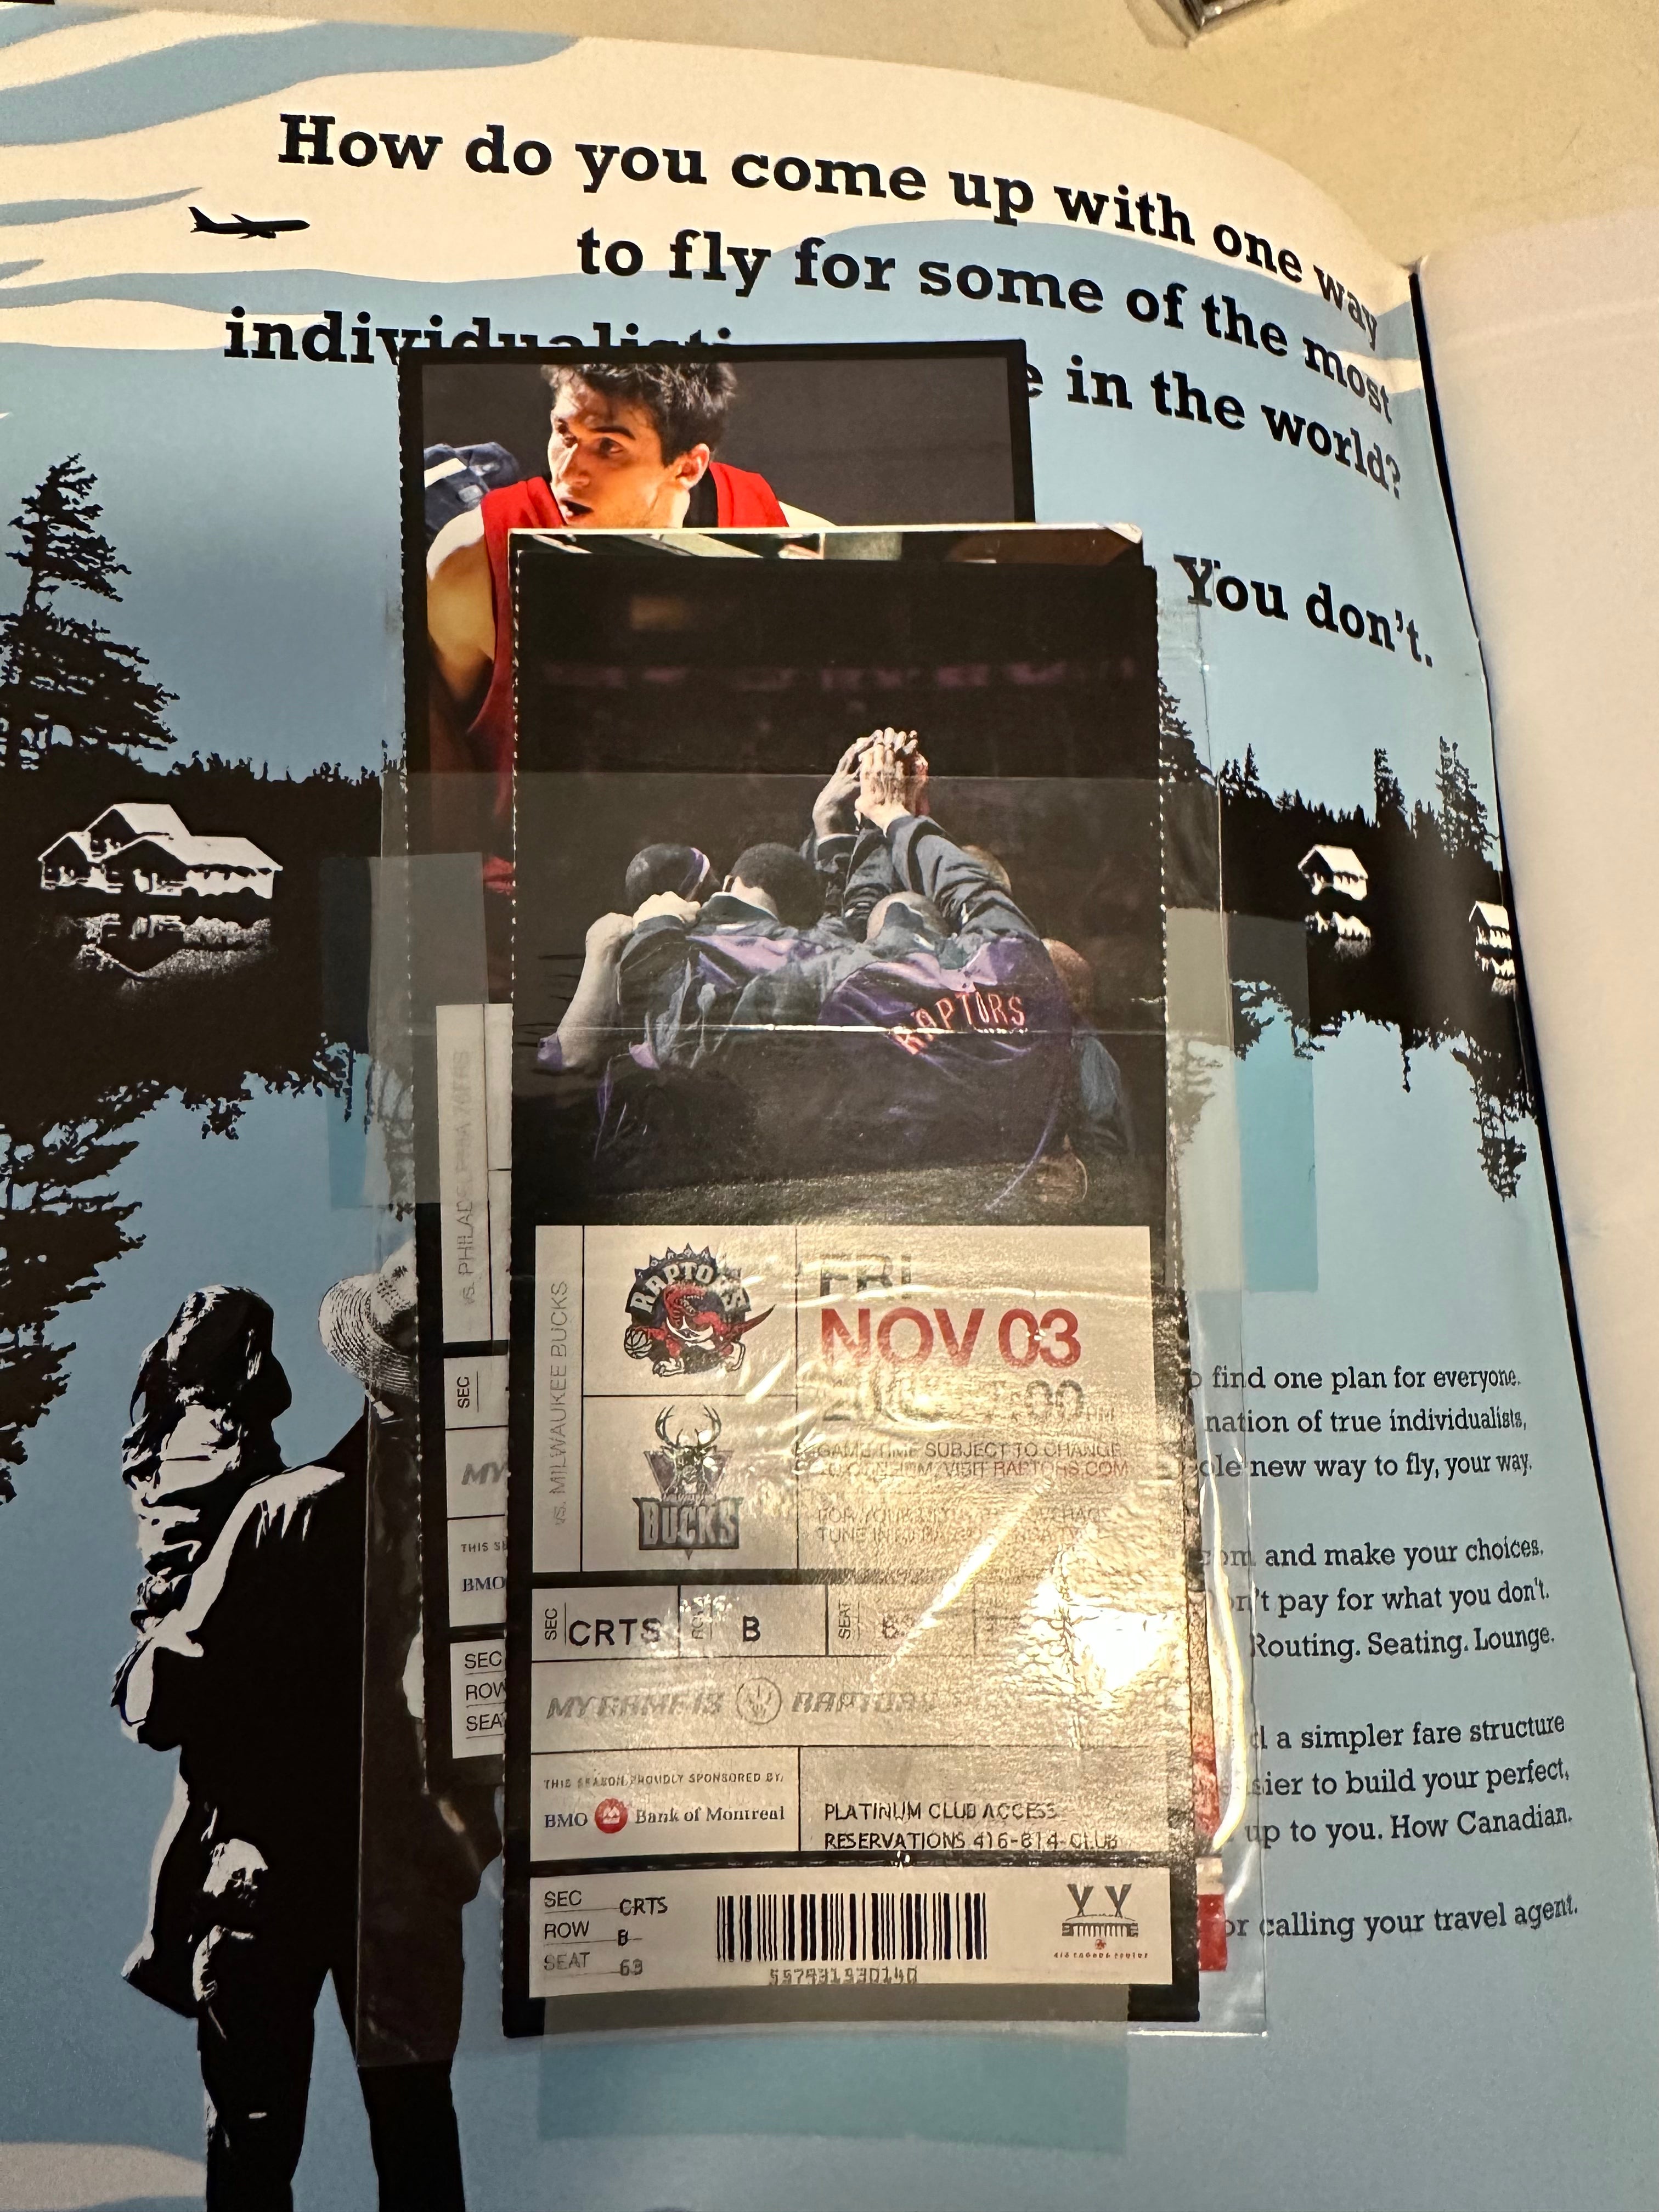 How do you come up with one way
to fly for some of the most
in the world?
You don't.
RAPTORS
vs. PHILADELPHIA 76ERS
SEC
MY
BMO
SEC
SEAT
vs. MILWAUKEE BUCKS
RAPTORS
BUCKS
FRI
NOV 03
GAME TIME SUBJECT TO CHANGE
VISIT RAPTORS.COM
TUNE IN
SEC CRTS ROW B SEAT
MY GAME IS RAPTORS
THIS SEASON PROUDLY SPONSORED BY:
BMO Bank of Montreal
PLATINUM CLUB ACCESS
RESERVATIONS 416-814-CLUB
SEC CRTS
ROW B
SEAT 63
557931930140
AIR CANADA CENTRE
find one plan for everyone.
nation of true individualists,
new way to fly, your way.
and make your choices.
pay for what you don't.
Routing. Seating. Lounge.
a simpler fare structure
to build your perfect,
up to you. How Canadian.
or calling your travel agent.